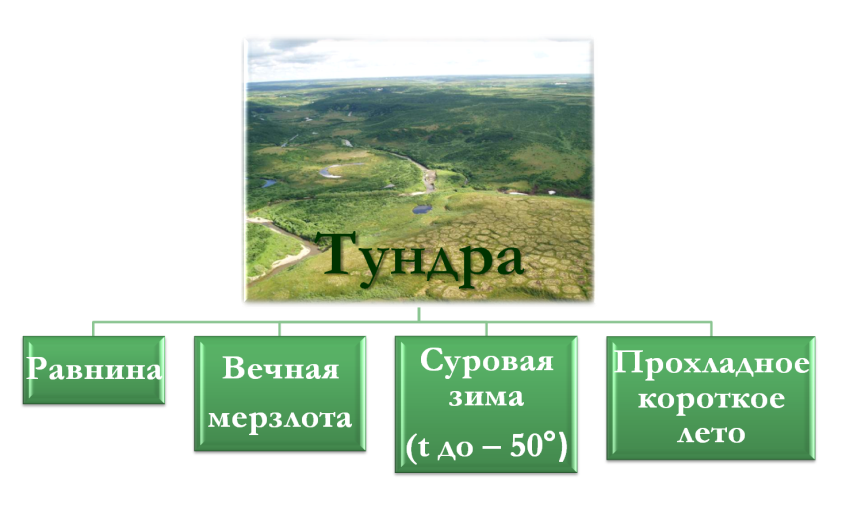 Тундра
Равнина
Вечная
мерзлота
Суровая
зима
(t до – 50°)
Прохладное
короткое
лето